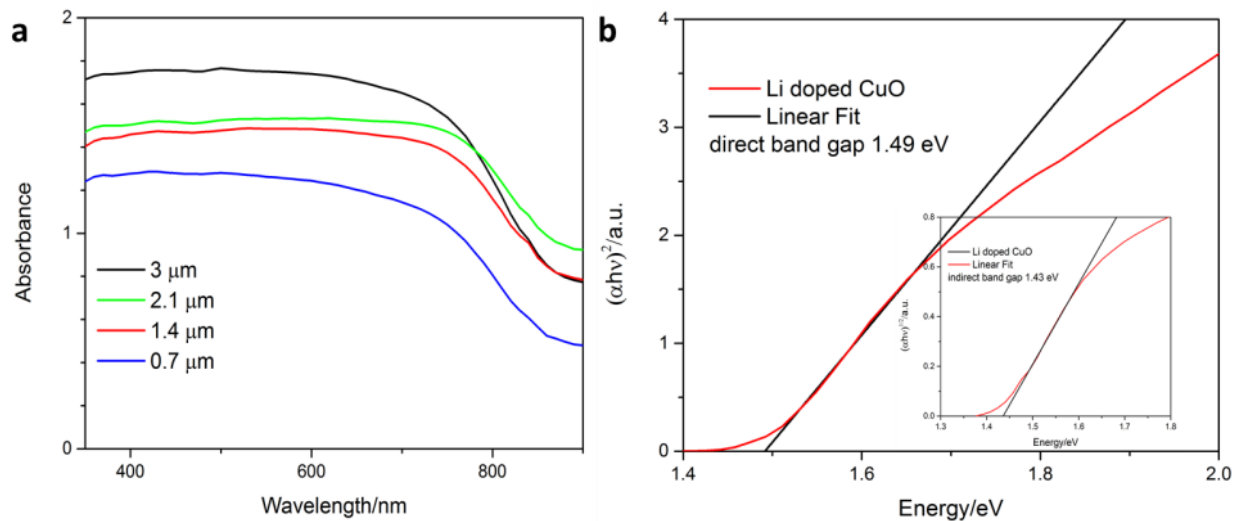 a
2
1
0
Absorbance
3 μm
2.1 μm
1.4 μm
0.7 μm
400
600
800
Wavelength/nm
b
4
3
2
1
0
(αhν)²/a.u.
Li doped CuO
Linear Fit
direct band gap 1.49 eV
1.4
1.6
1.8
2.0
Energy/eV
0.8
0.6
0.4
0.2
0.0
(αhν)¹/²/a.u.
Li doped CuO
Linear Fit
indirect band gap 1.43 eV
1.3
1.4
1.5
1.6
1.7
1.8
Energy/eV